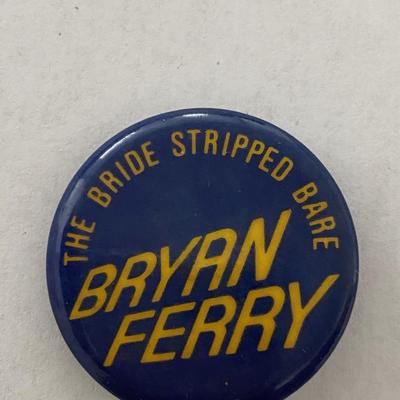 THE BRIDE STRIPPED BARE
BRYAN
FERRY